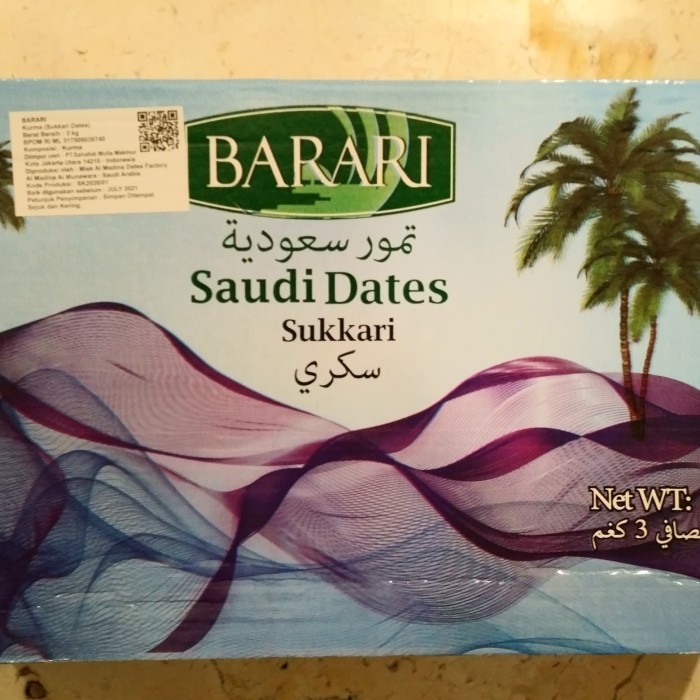 BARARI
Kurma (Sukkari Dates)
Berat Bersih : 3 kg
BPOM RI ML
Komposisi : Kurma
Diimpor oleh : PT.Sahabat Mulia Makmur
Kota Jakarta Utara 14210 - Indonesia
Diproduksi oleh : Misk Al Madina Dates Factory
Al Madina Al Munawara - Saudi Arabia
Kode Produksi : SK2020/01
Baik digunakan sebelum : JULY 2021
Petunjuk Penyimpanan : Simpan Ditempat
Sejuk dan Kering.
BARARI
تمور سعودية
Saudi Dates
Sukkari
سكري
Net WT:
3 كغم